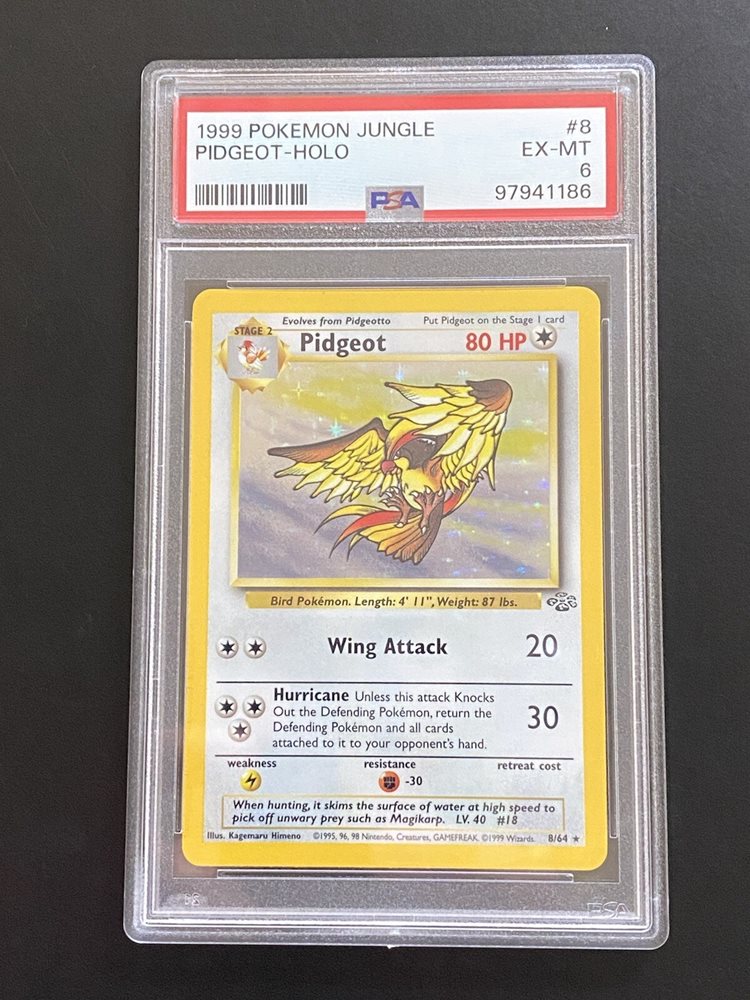 1999 POKEMON JUNGLE #8
PIDGEOT-HOLO EX-MT
6
PSA 97941186
Evolves from Pidgeotto Put Pidgeot on the Stage 1 card
STAGE 2
Pidgeot 80 HP
Bird Pokémon. Length: 4' 11", Weight: 87 lbs.
Wing Attack 20
Hurricane Unless this attack Knocks
Out the Defending Pokémon, return the
Defending Pokémon and all cards
attached to it to your opponent's hand.
30
weakness resistance retreat cost
-30
When hunting, it skims the surface of water at high speed to
pick off unwary prey such as Magikarp. LV. 40 #18
Illus. Kagemaru Himeno ©1995, 96, 98 Nintendo, Creatures, GAMEFREAK. ©1999 Wizards. 8/64 ★
PSA